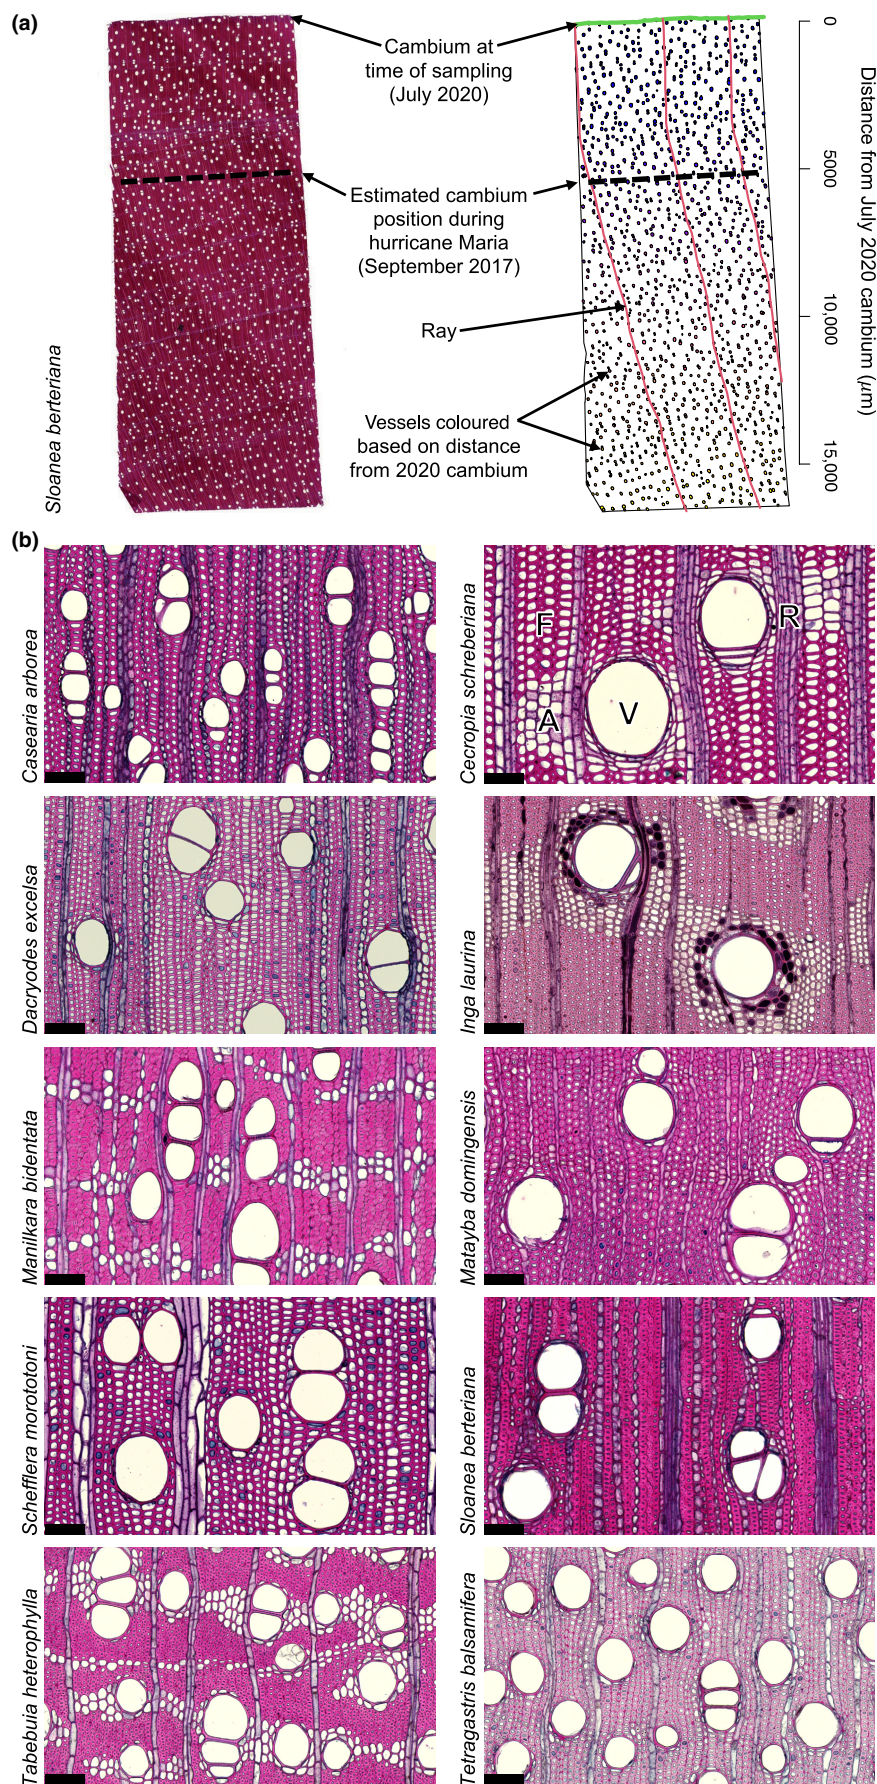 (a)
Cambium at
time of sampling
(July 2020)
Estimated cambium
position during
hurricane Maria
(September 2017)
Ray
Vessels coloured
based on distance
from 2020 cambium
Sloanea berteriana
0
5000
10,000
15,000
Distance from July 2020 cambium (μm)
(b)
Casearia arborea
Cecropia schreberiana
F
R
A
V
Dacryodes excelsa
Inga laurina
Manilkara bidentata
Matayba domingensis
Schefflera morototoni
Sloanea berteriana
Tabebuia heterophylla
Tetragastris balsamifera